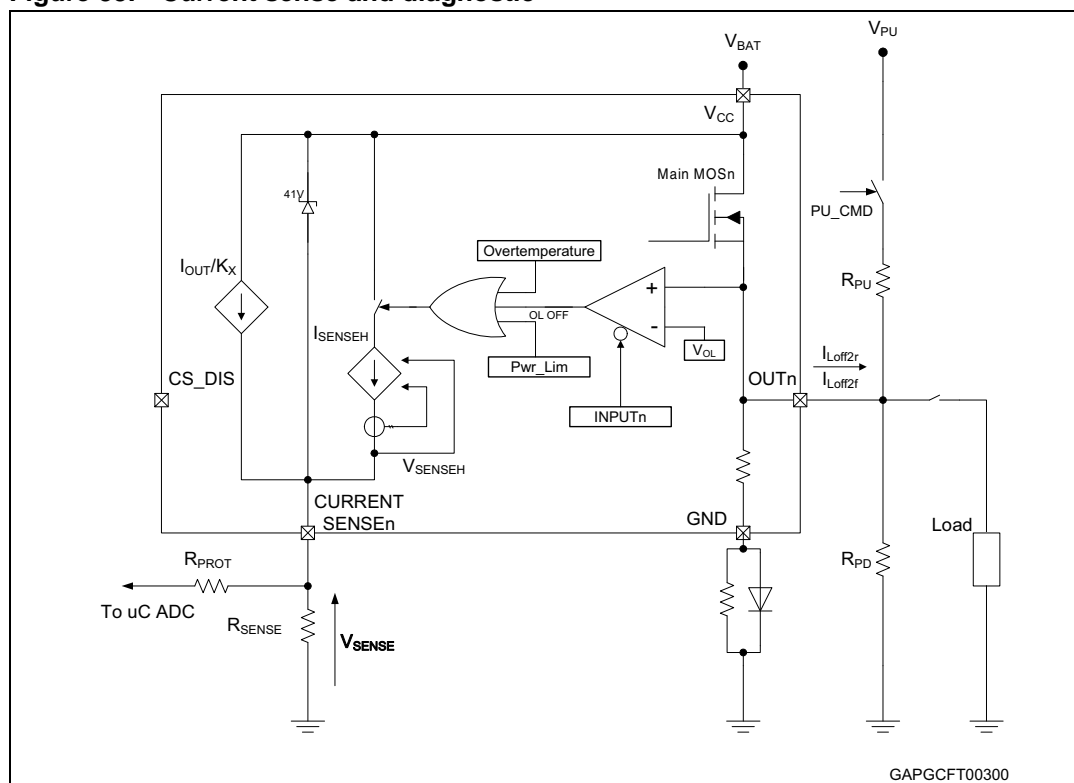 Figure 35. Current sense and diagnostic
V_BAT
V_PU
V_CC
Main MOSn
41V
PU_CMD
Overtemperature
I_OUT/K_X
R_PU
+
OL OFF
-
I_SENSEH
V_OL
Pwr_Lim
I_Loff2r
CS_DIS
OUTn
I_Loff2f
INPUTn
V_SENSEH
CURRENT
SENSEn
GND
Load
R_PROT
R_PD
To uC ADC
R_SENSE
V_SENSE
GAPGCFT00300